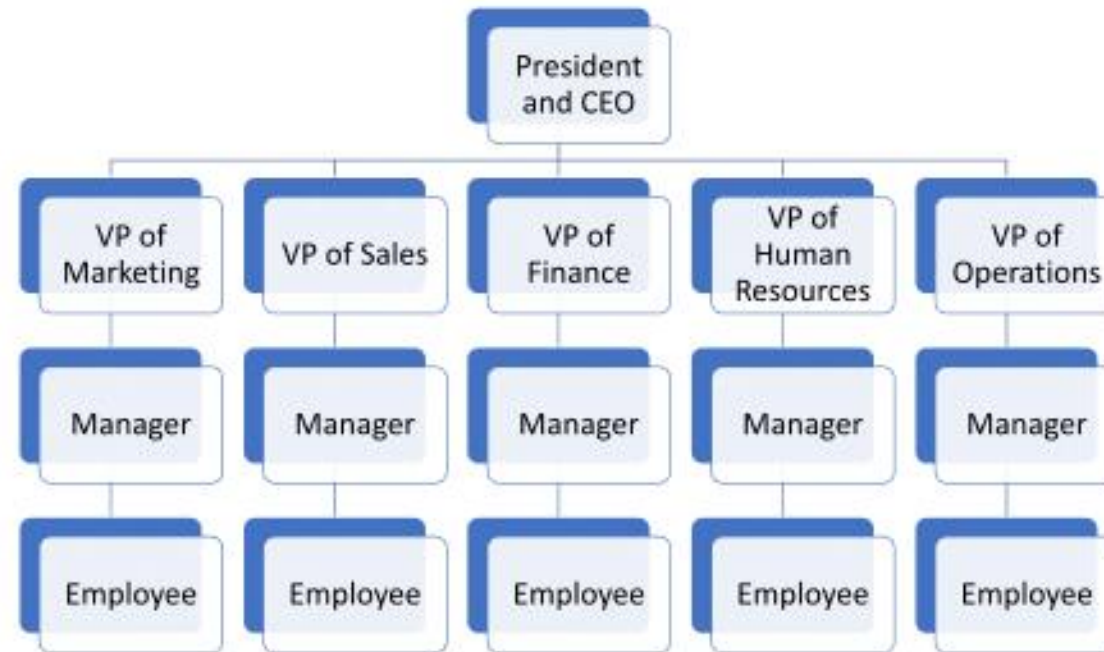 President
and CEO
VP of
Marketing
VP of Sales
VP of
Finance
VP of
Human
Resources
VP of
Operations
Manager
Manager
Manager
Manager
Manager
Employee
Employee
Employee
Employee
Employee